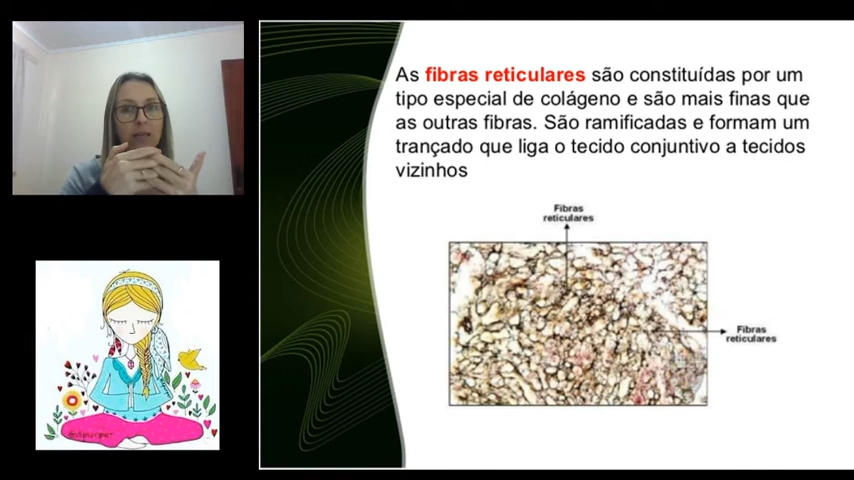 As fibras reticulares são constituídas por um
tipo especial de colágeno e são mais finas que
as outras fibras. São ramificadas e formam um
trançado que liga o tecido conjuntivo a tecidos
vizinhos
Fibras
reticulares
Fibras
reticulares